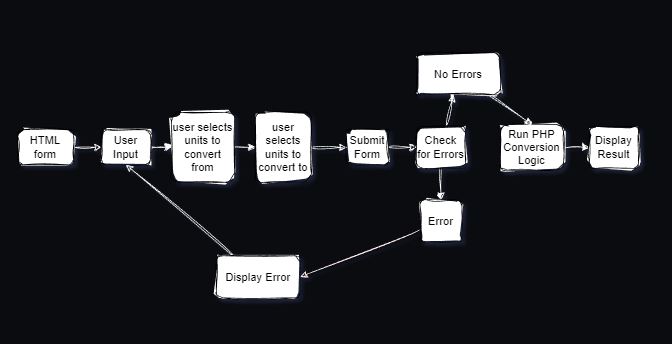 No Errors
HTML
form
User
Input
user selects
units to
convert
from
user
selects
units to
convert to
Submit
Form
Check
for Errors
Run PHP
Conversion
Logic
Display
Result
Error
Display Error